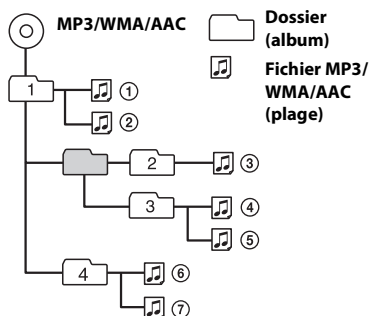 MP3/WMA/AAC
Dossier
(album)
Fichier MP3/
WMA/AAC
(plage)
1
①
②
2
③
3
④
⑤
4
⑥
⑦